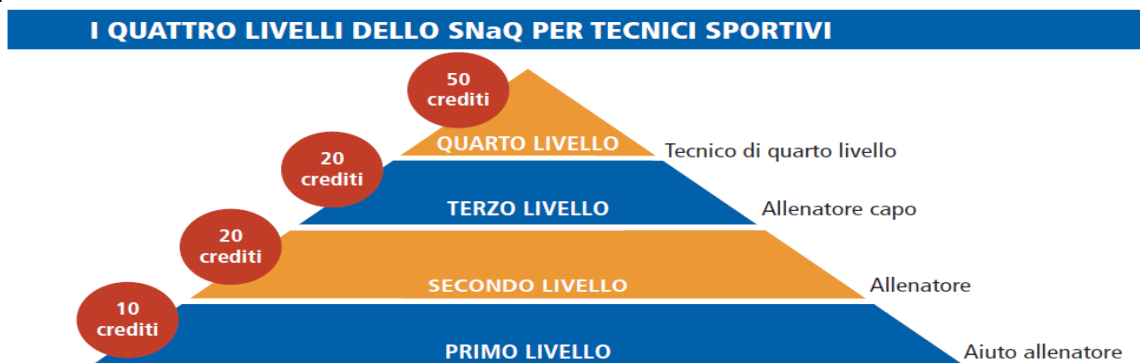 I QUATTRO LIVELLI DELLO SNaQ PER TECNICI SPORTIVI
50
crediti
QUARTO LIVELLO
Tecnico di quarto livello
20
crediti
TERZO LIVELLO
Allenatore capo
20
crediti
SECONDO LIVELLO
Allenatore
10
crediti
PRIMO LIVELLO
Aiuto allenatore